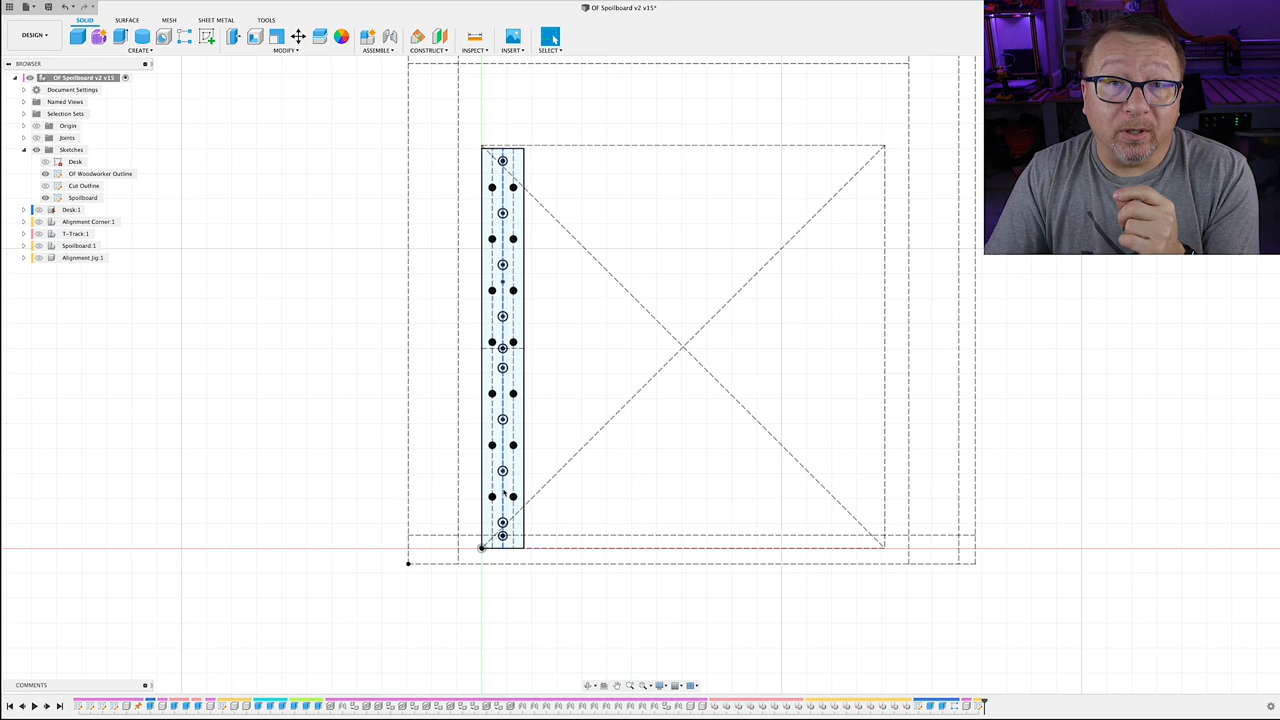 OF Spoilboard v2 v15*
SOLID
SURFACE
MESH
SHEET METAL
TOOLS
DESIGN
CREATE
MODIFY
ASSEMBLE
CONSTRUCT
INSPECT
INSERT
SELECT
BROWSER
OF Spoilboard v2 v15
Document Settings
Named Views
Selection Sets
Origin
Joints
Sketches
Desk
OF Woodworker Outline
Cut Outline
Spoilboard
Desk:1
Alignment Corner:1
T-Track:1
Spoilboard:1
Alignment Jig:1
COMMENTS